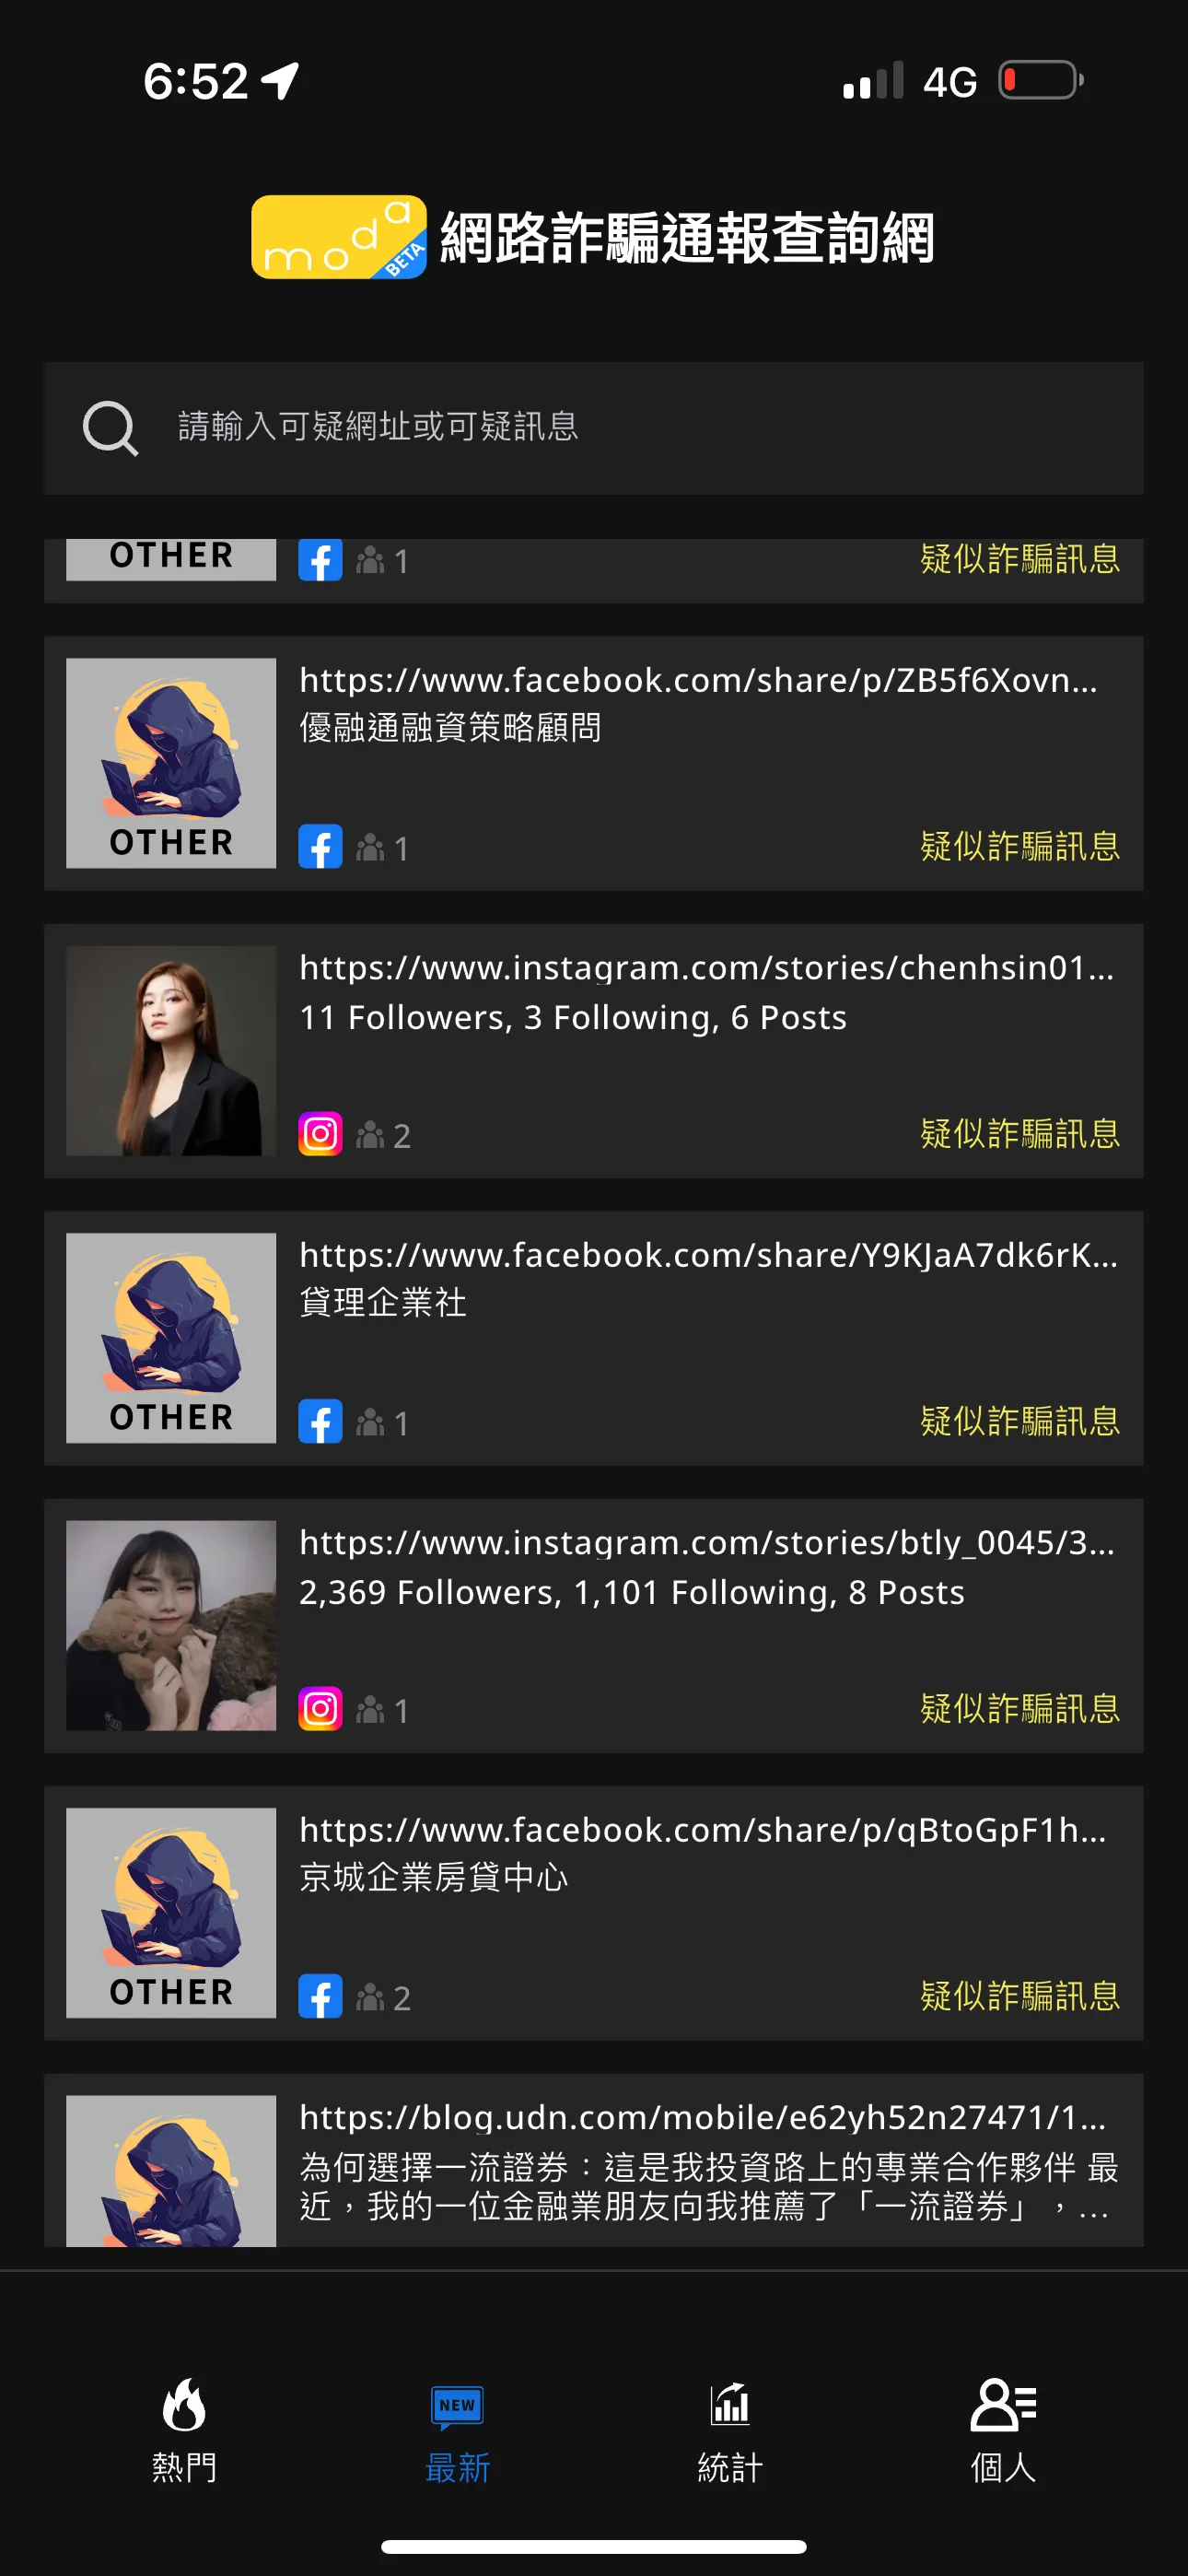 6:52
4G
moda
BETA
網路詐騙通報查詢網
請輸入可疑網址或可疑訊息
OTHER
1
疑似詐騙訊息
https://www.facebook.com/share/p/ZB5f6Xovn...
優融通融資策略顧問
OTHER
1
疑似詐騙訊息
https://www.instagram.com/stories/chenhsin01...
11 Followers, 3 Following, 6 Posts
2
疑似詐騙訊息
https://www.facebook.com/share/Y9KJaA7dk6rK...
貸理企業社
OTHER
1
疑似詐騙訊息
https://www.instagram.com/stories/btly_0045/3...
2,369 Followers, 1,101 Following, 8 Posts
1
疑似詐騙訊息
https://www.facebook.com/share/p/qBtoGpF1h...
京城企業房貸中心
OTHER
2
疑似詐騙訊息
https://blog.udn.com/mobile/e62yh52n27471/1...
為何選擇一流證券：這是我投資路上的專業合作夥伴 最
近，我的一位金融業朋友向我推薦了「一流證券」，...
NEW
熱門
最新
統計
個人